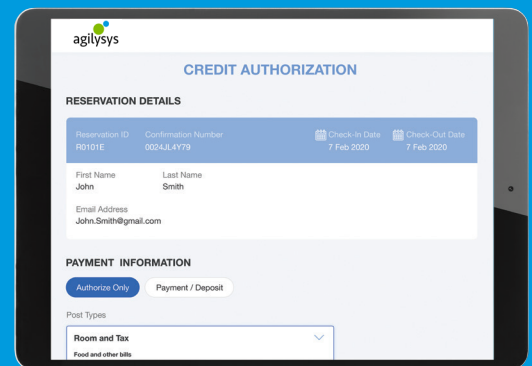 agilysys
CREDIT AUTHORIZATION
RESERVATION DETAILS
Reservation ID Confirmation Number Check-In Date Check-Out Date
R0101E 0024JL4Y79 7 Feb 2020 7 Feb 2020
First Name Last Name
John Smith
Email Address
John.Smith@gmail.com
PAYMENT INFORMATION
Authorize Only Payment / Deposit
Post Types
Room and Tax
Food and other bills